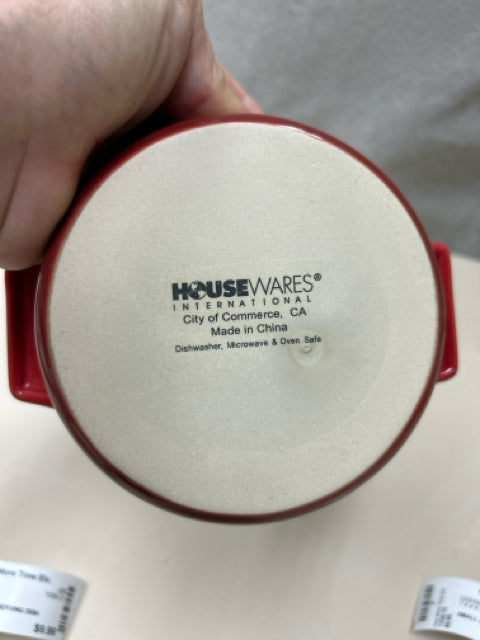 HOUSEWARES®
INTERNATIONAL
City of Commerce, CA
Made in China
Dishwasher, Microwave & Oven Safe
$9.99